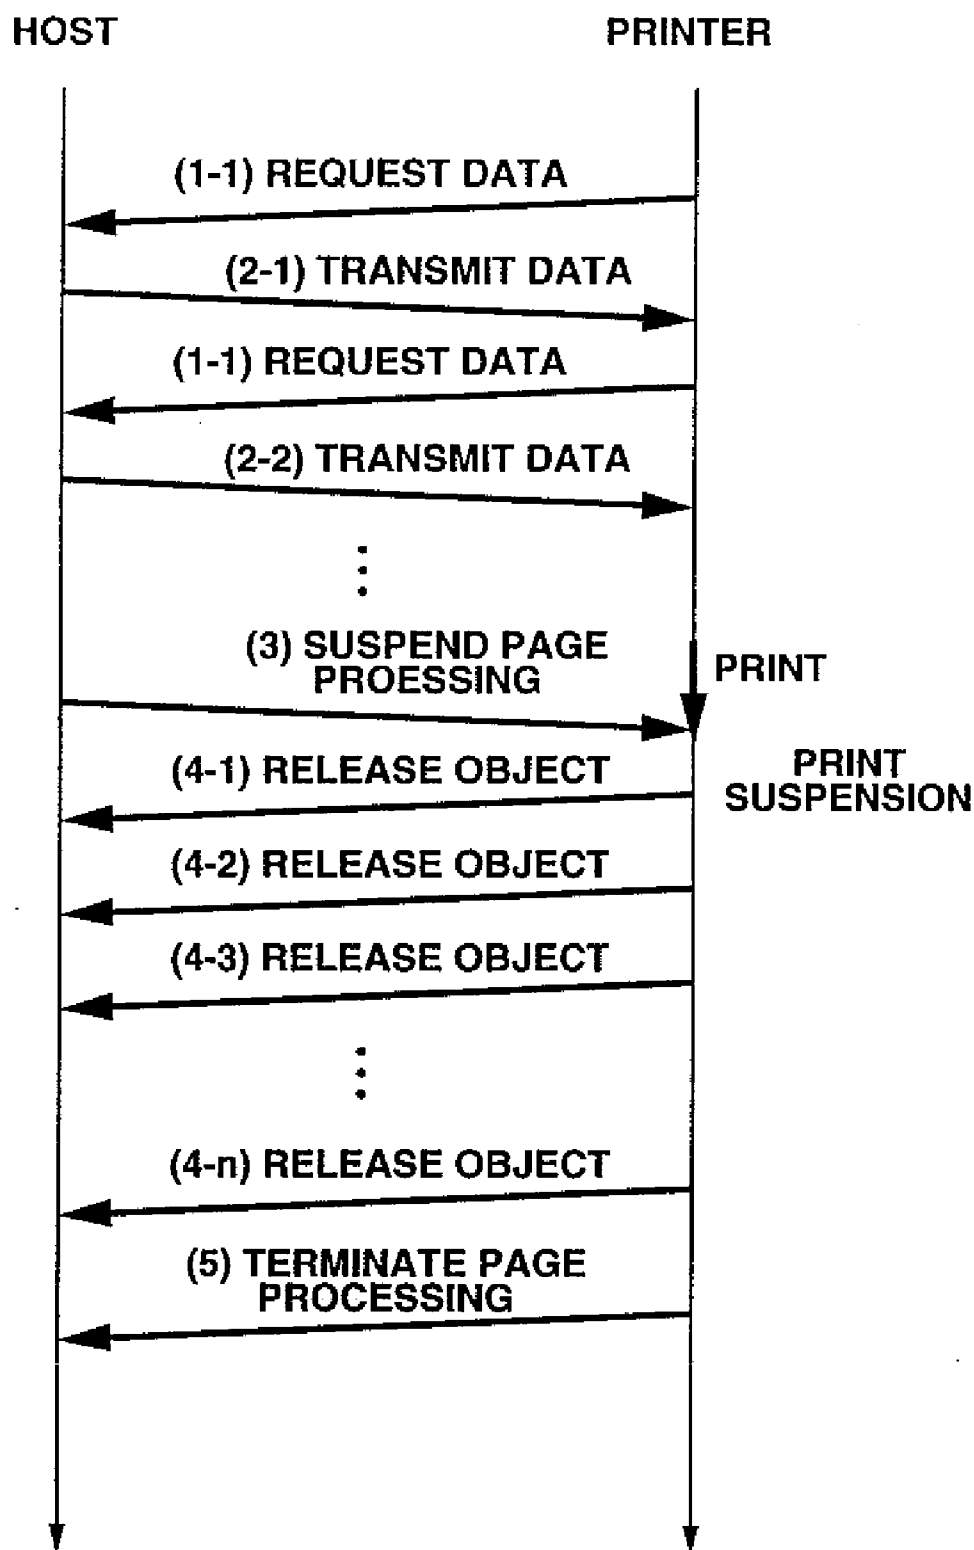 HOST
PRINTER
(1-1) REQUEST DATA
(2-1) TRANSMIT DATA
(1-1) REQUEST DATA
(2-2) TRANSMIT DATA
(3) SUSPEND PAGE
PROESSING
PRINT
(4-1) RELEASE OBJECT
PRINT
SUSPENSION
(4-2) RELEASE OBJECT
(4-3) RELEASE OBJECT
(4-n) RELEASE OBJECT
(5) TERMINATE PAGE
PROCESSING